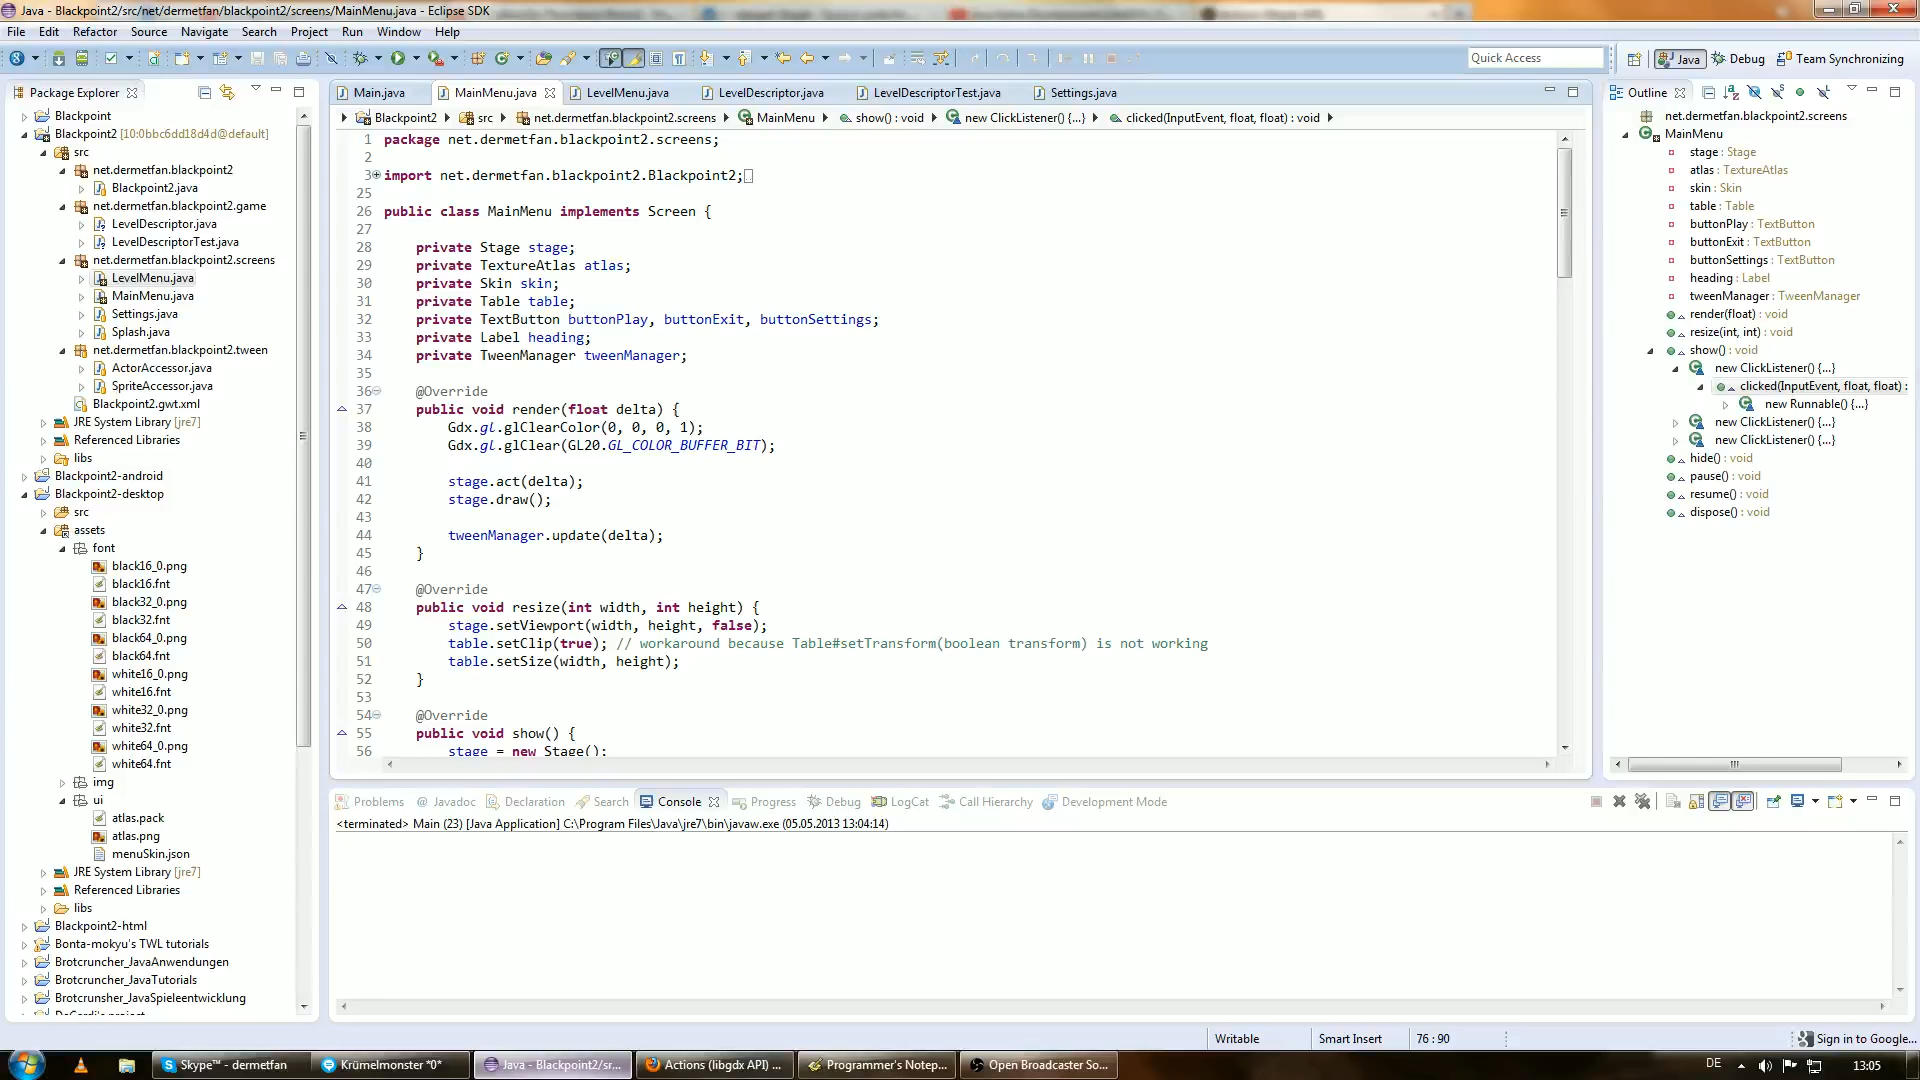 Java - Blackpoint2/src/net/dermetfan/blackpoint2/screens/MainMenu.java - Eclipse SDK
File Edit Refactor Source Navigate Search Project Run Window Help
Quick Access
Java Debug Team Synchronizing
Package Explorer
Blackpoint
Blackpoint2 [10:0bbc6dd18d4d@default]
src
net.dermetfan.blackpoint2
Blackpoint2.java
net.dermetfan.blackpoint2.game
LevelDescriptor.java
LevelDescriptorTest.java
net.dermetfan.blackpoint2.screens
LevelMenu.java
MainMenu.java
Settings.java
Splash.java
net.dermetfan.blackpoint2.tween
ActorAccessor.java
SpriteAccessor.java
Blackpoint2.gwt.xml
JRE System Library [jre7]
Referenced Libraries
libs
Blackpoint2-android
Blackpoint2-desktop
src
assets
font
black16_0.png
black16.fnt
black32_0.png
black32.fnt
black64_0.png
black64.fnt
white16_0.png
white16.fnt
white32_0.png
white32.fnt
white64_0.png
white64.fnt
img
ui
atlas.pack
atlas.png
menuSkin.json
JRE System Library [jre7]
Referenced Libraries
libs
Blackpoint2-html
Bonta-mokyu's TWL tutorials
Brotcruncher_JavaAnwendungen
Brotcruncher_JavaTutorials
Brotcrunsher_JavaSpieleentwicklung
Main.java MainMenu.java LevelMenu.java LevelDescriptor.java LevelDescriptorTest.java Settings.java
Blackpoint2 src net.dermetfan.blackpoint2.screens MainMenu show() : void new ClickListener() {...} clicked(InputEvent, float, float) : void
1 package net.dermetfan.blackpoint2.screens;
2
3 import net.dermetfan.blackpoint2.Blackpoint2;
25
26 public class MainMenu implements Screen {
27
28 private Stage stage;
29 private TextureAtlas atlas;
30 private Skin skin;
31 private Table table;
32 private TextButton buttonPlay, buttonExit, buttonSettings;
33 private Label heading;
34 private TweenManager tweenManager;
35
36 @Override
37 public void render(float delta) {
38 Gdx.gl.glClearColor(0, 0, 0, 1);
39 Gdx.gl.glClear(GL20.GL_COLOR_BUFFER_BIT);
40
41 stage.act(delta);
42 stage.draw();
43
44 tweenManager.update(delta);
45 }
46
47 @Override
48 public void resize(int width, int height) {
49 stage.setViewport(width, height, false);
50 table.setClip(true); // workaround because Table#setTransform(boolean transform) is not working
51 table.setSize(width, height);
52 }
53
54 @Override
55 public void show() {
56 stage = new Stage();
Outline
net.dermetfan.blackpoint2.screens
MainMenu
stage : Stage
atlas : TextureAtlas
skin : Skin
table : Table
buttonPlay : TextButton
buttonExit : TextButton
buttonSettings : TextButton
heading : Label
tweenManager : TweenManager
render(float) : void
resize(int, int) : void
show() : void
new ClickListener() {...}
clicked(InputEvent, float, float) :
new Runnable() {...}
new ClickListener() {...}
new ClickListener() {...}
hide() : void
pause() : void
resume() : void
dispose() : void
Problems @ Javadoc Declaration Search Console Progress Debug LogCat Call Hierarchy Development Mode
<terminated> Main (23) [Java Application] C:\Program Files\Java\jre7\bin\javaw.exe (05.05.2013 13:04:14)
Writable Smart Insert 76 : 90 Sign in to Google...
Skype™ - dermetfan Krümelmonster *0* Java - Blackpoint2/sr... Actions (libgdx API) ... Programmer's Notep... Open Broadcaster So... DE 13:05